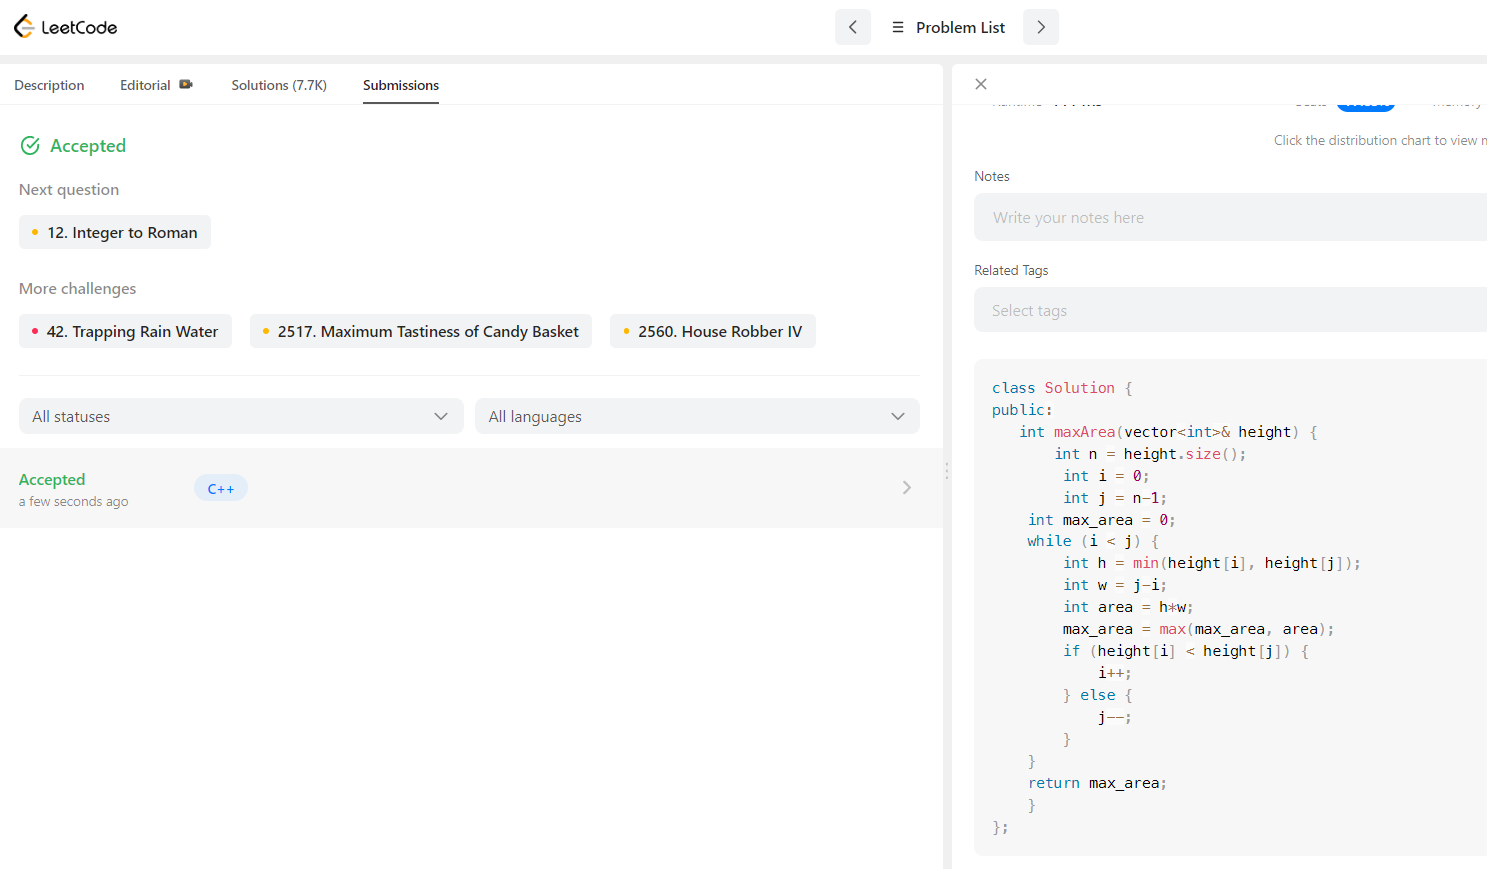 LeetCode
Problem List
Description Editorial Solutions (7.7K) Submissions
Accepted
Next question
12. Integer to Roman
More challenges
42. Trapping Rain Water 2517. Maximum Tastiness of Candy Basket 2560. House Robber IV
All statuses All languages
Accepted
a few seconds ago
C++
Click the distribution chart to view
Notes
Write your notes here
Related Tags
Select tags
class Solution {
public:
int maxArea(vector<int>& height) {
int n = height.size();
int i = 0;
int j = n-1;
int max_area = 0;
while (i < j) {
int h = min(height[i], height[j]);
int w = j-i;
int area = h*w;
max_area = max(max_area, area);
if (height[i] < height[j]) {
i++;
} else {
j--;
}
}
return max_area;
}
};